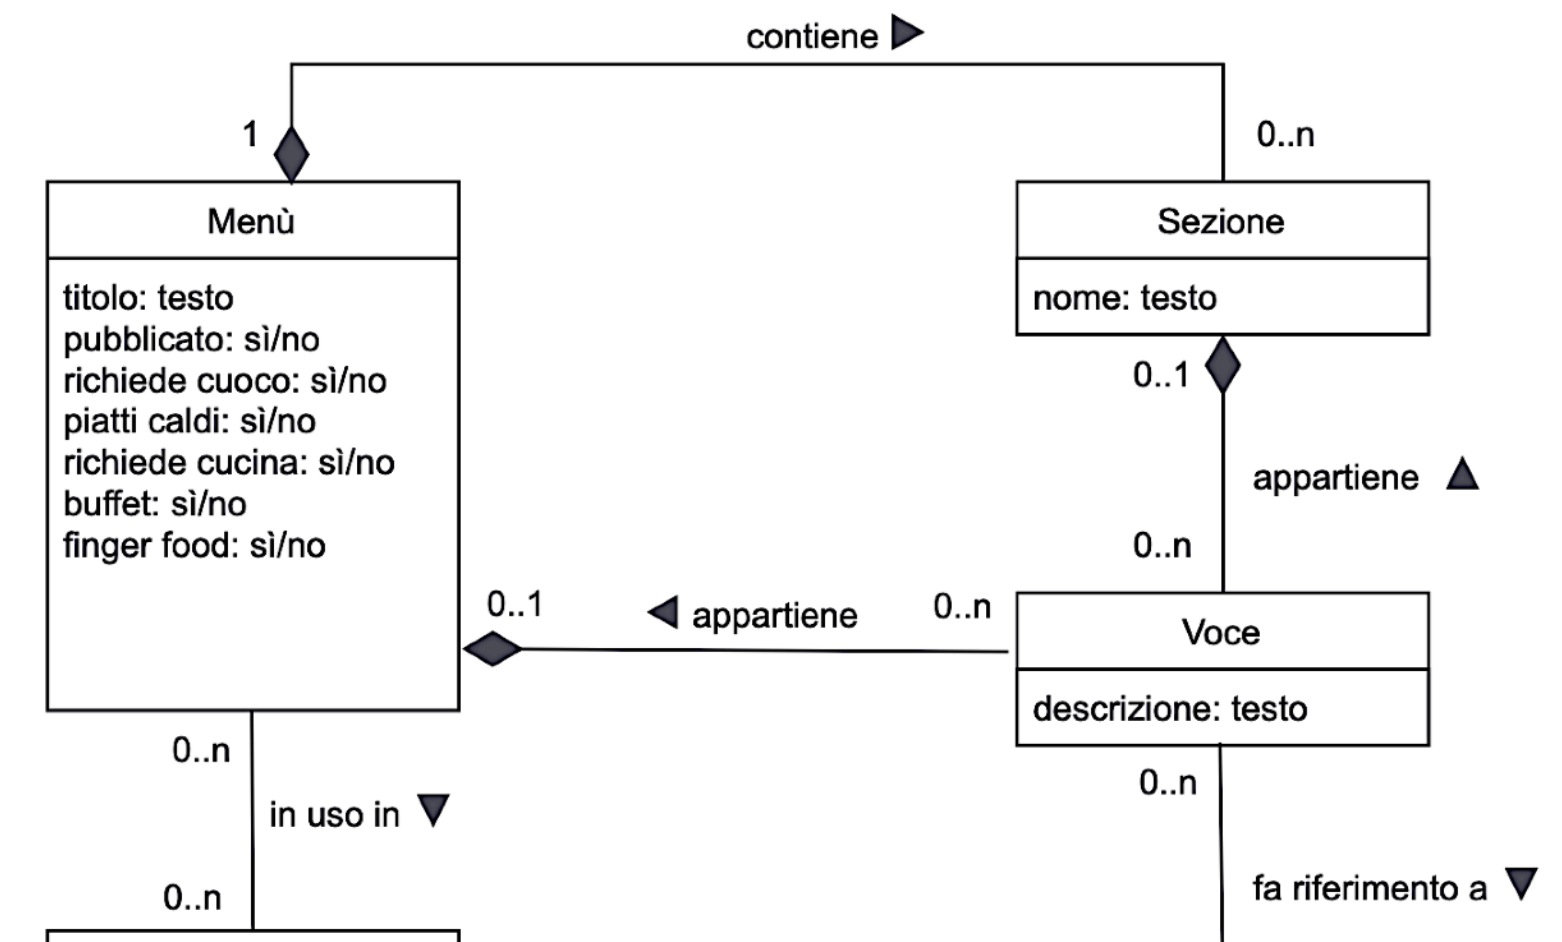 contiene
1
0..n
Menù
titolo: testo
pubblicato: sì/no
richiede cuoco: sì/no
piatti caldi: sì/no
richiede cucina: sì/no
buffet: sì/no
finger food: sì/no
Sezione
nome: testo
0..1
appartiene
0..n
0..1
appartiene
0..n
Voce
descrizione: testo
0..n
in uso in
0..n
0..n
fa riferimento a